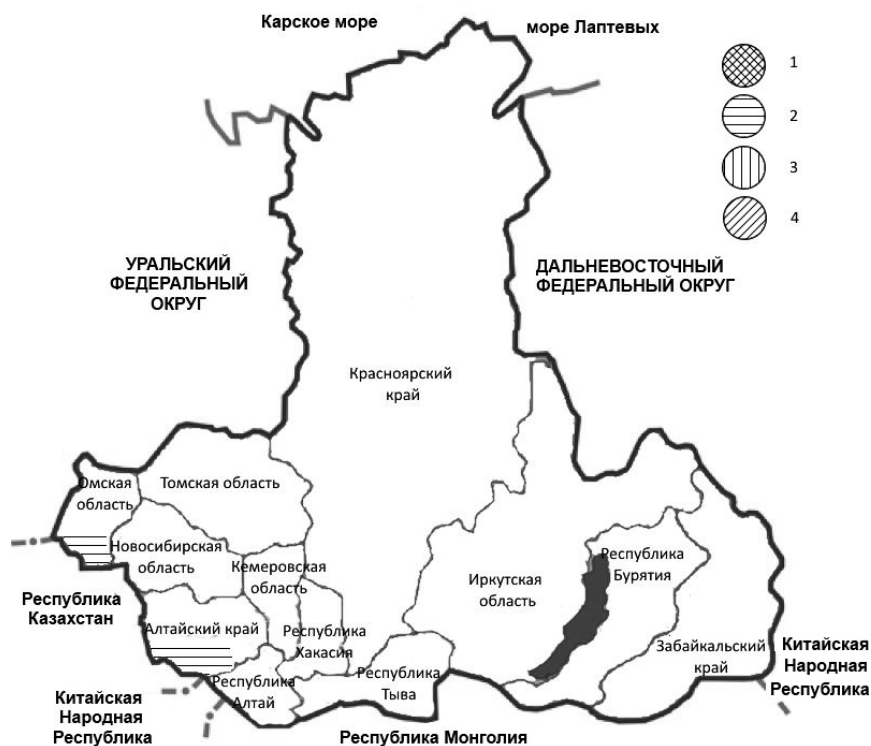 Карское море
море Лаптевых
1
2
3
4
УРАЛЬСКИЙ
ФЕДЕРАЛЬНЫЙ
ОКРУГ
ДАЛЬНЕВОСТОЧНЫЙ
ФЕДЕРАЛЬНЫЙ ОКРУГ
Красноярский
край
Омская
область
Томская область
Новосибирская
область
Кемеровская
область
Республика
Казахстан
Алтайский край
Республика
Хакасия
Республика
Алтай
Республика
Тыва
Иркутская
область
Республика
Бурятия
Забайкальский
край
Китайская
Народная
Республика
Китайская
Народная
Республика
Республика Монголия